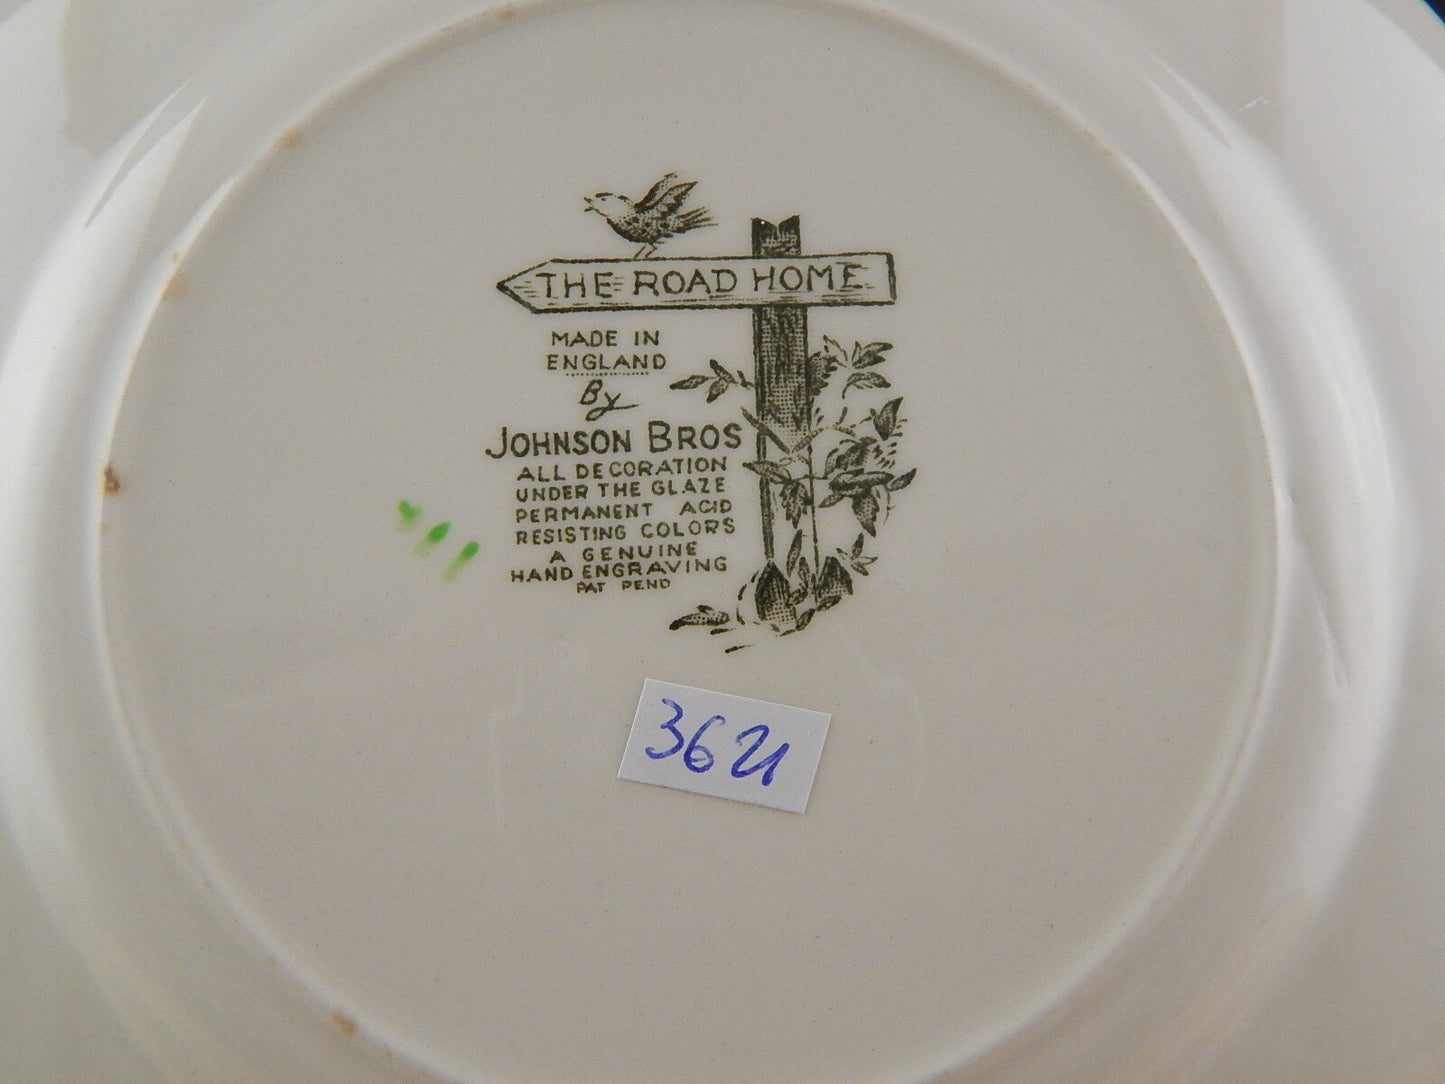 THE ROAD HOME
MADE IN
ENGLAND
By
JOHNSON BROS
ALL DECORATION
UNDER THE GLAZE
PERMANENT ACID
RESISTING COLORS
A GENUINE
HAND ENGRAVING
PAT PEND
3621